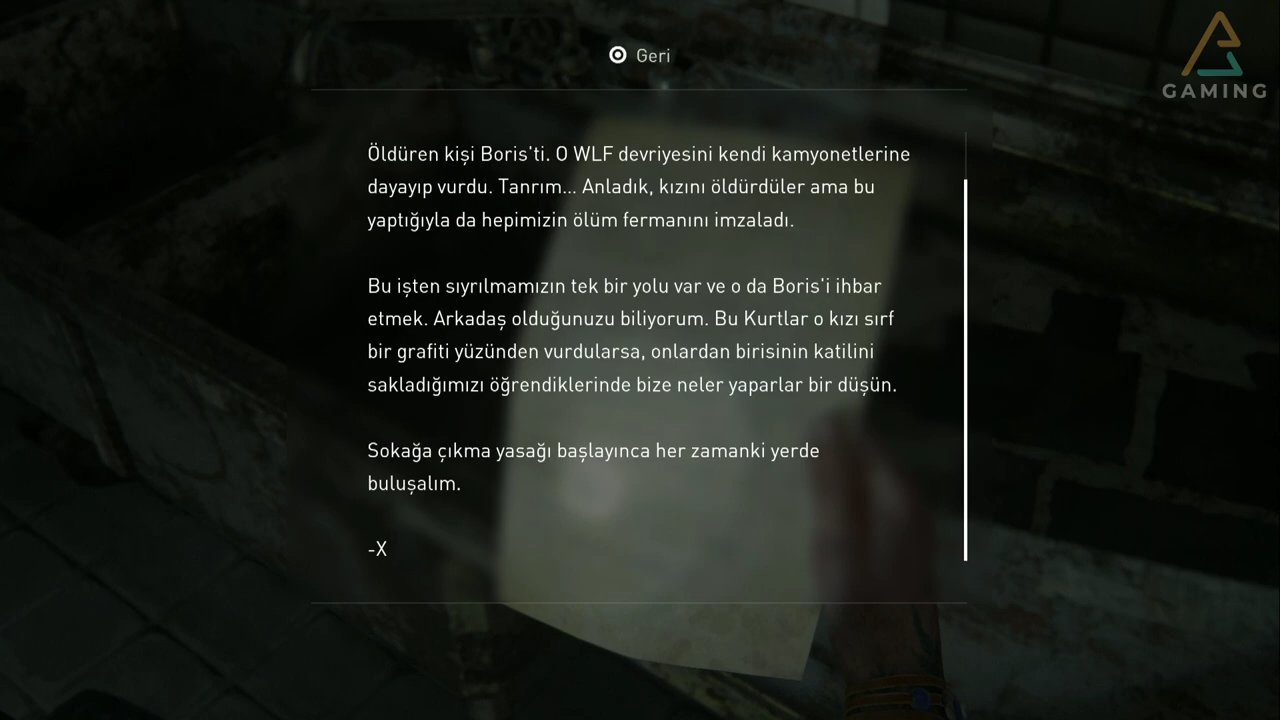 Geri
GAMING
Öldüren kişi Boris'ti. O WLF devriyesini kendi kamyonetlerine
dayayıp vurdu. Tanrım... Anladık, kızını öldürdüler ama bu
yaptığıyla da hepimizin ölüm fermanını imzaladı.
Bu işten sıyrılmamızın tek bir yolu var ve o da Boris'i ihbar
etmek. Arkadaş olduğunuzu biliyorum. Bu Kurtlar o kızı sırf
bir grafiti yüzünden vurdularsa, onlardan birisinin katilini
sakladığımızı öğrendiklerinde bize neler yaparlar bir düşün.
Sokağa çıkma yasağı başlayınca her zamanki yerde
buluşalım.
-X